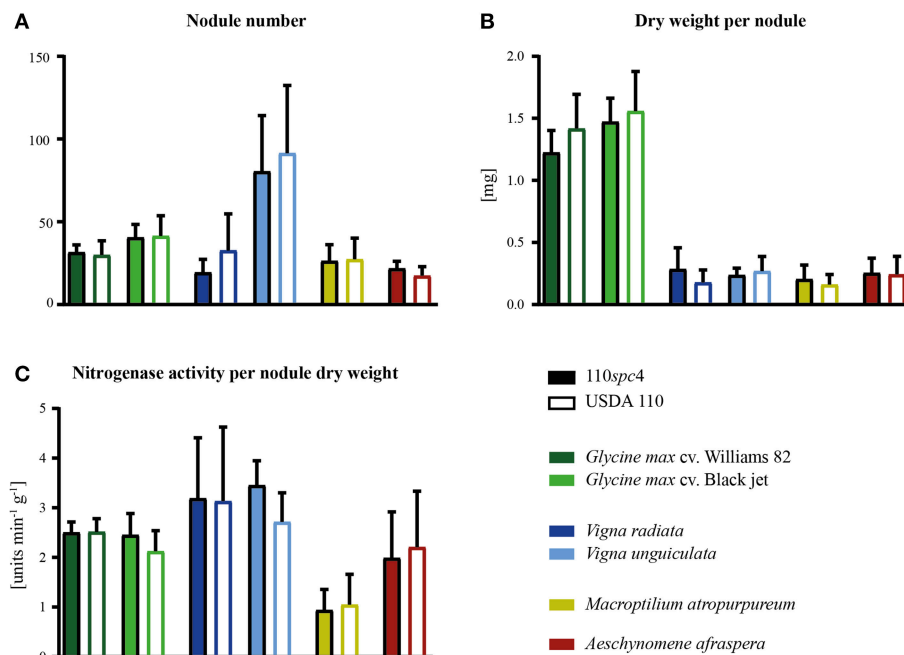 A
Nodule number
150
100
50
0
B
Dry weight per nodule
[mg]
2.0
1.5
1.0
0.5
0.0
C
Nitrogenase activity per nodule dry weight
[units min⁻¹ g⁻¹]
5
4
3
2
1
0
110spc4
USDA 110
Glycine max cv. Williams 82
Glycine max cv. Black jet
Vigna radiata
Vigna unguiculata
Macroptilium atropurpureum
Aeschynomene afraspera